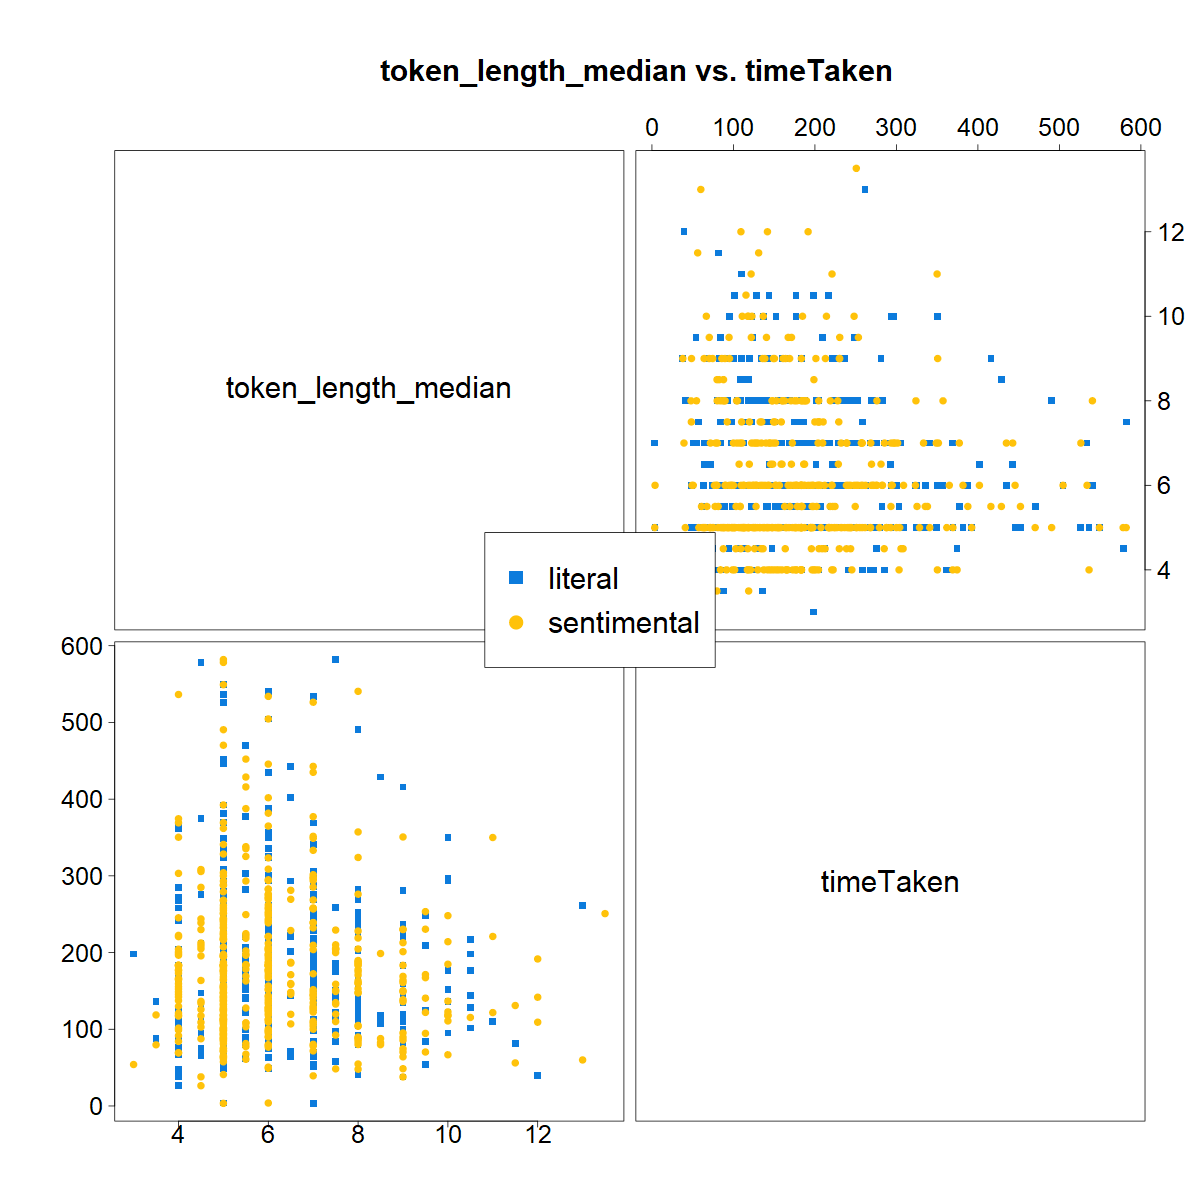 token_length_median vs. timeTaken
0 100 200 300 400 500 600
token_length_median
12
10
8
6
4
literal
sentimental
600
500
400
300
200
100
0
timeTaken
4 6 8 10 12